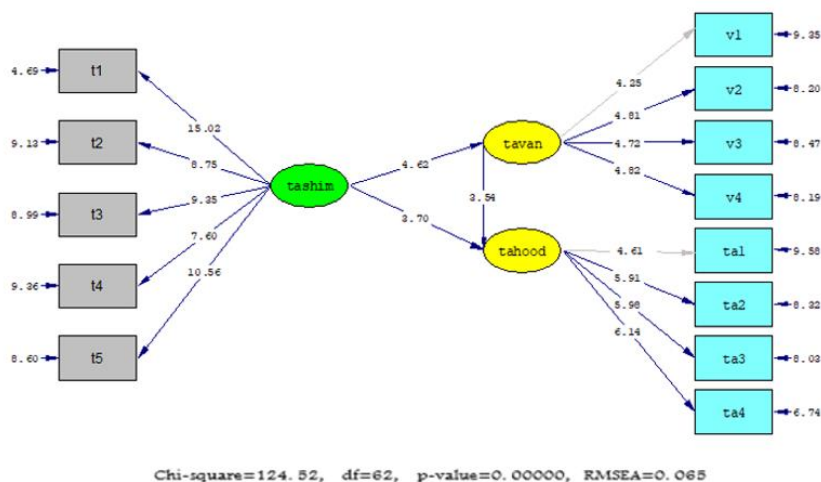 4.69
t1
9.13
t2
8.99
t3
9.36
t4
8.60
t5
15.02
8.75
9.35
7.60
10.56
tashim
4.62
3.70
tavan
3.54
tahood
4.25
4.81
4.72
4.82
4.61
5.91
5.98
6.14
v1
9.35
v2
8.20
v3
8.47
v4
8.19
ta1
9.58
ta2
8.32
ta3
8.03
ta4
6.74
Chi-square=124.52, df=62, p-value=0.00000, RMSEA=0.065